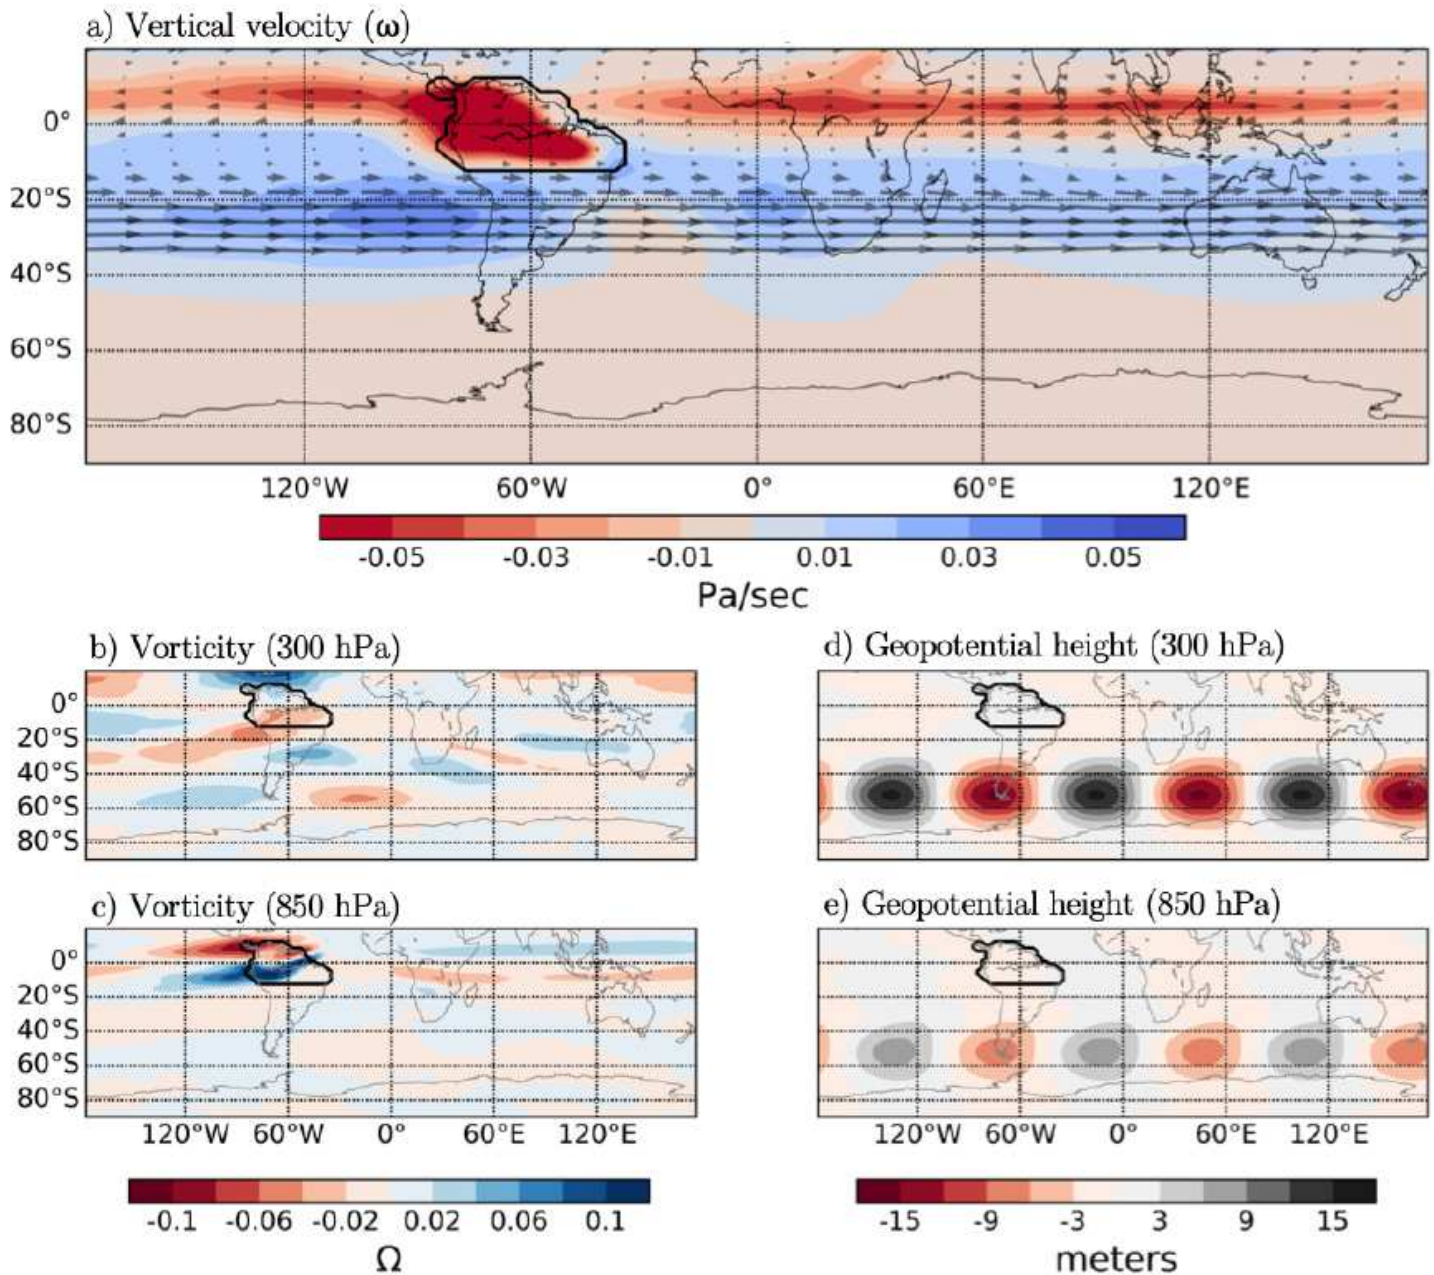 a) Vertical velocity (ω)
0°
20°S
40°S
60°S
80°S
120°W 60°W 0° 60°E 120°E
-0.05 -0.03 -0.01 0.01 0.03 0.05
Pa/sec
b) Vorticity (300 hPa)
0°
20°S
40°S
60°S
80°S
d) Geopotential height (300 hPa)
c) Vorticity (850 hPa)
0°
20°S
40°S
60°S
80°S
120°W 60°W 0° 60°E 120°E
e) Geopotential height (850 hPa)
120°W 60°W 0° 60°E 120°E
-0.1 -0.06 -0.02 0.02 0.06 0.1
Ω
-15 -9 -3 3 9 15
meters